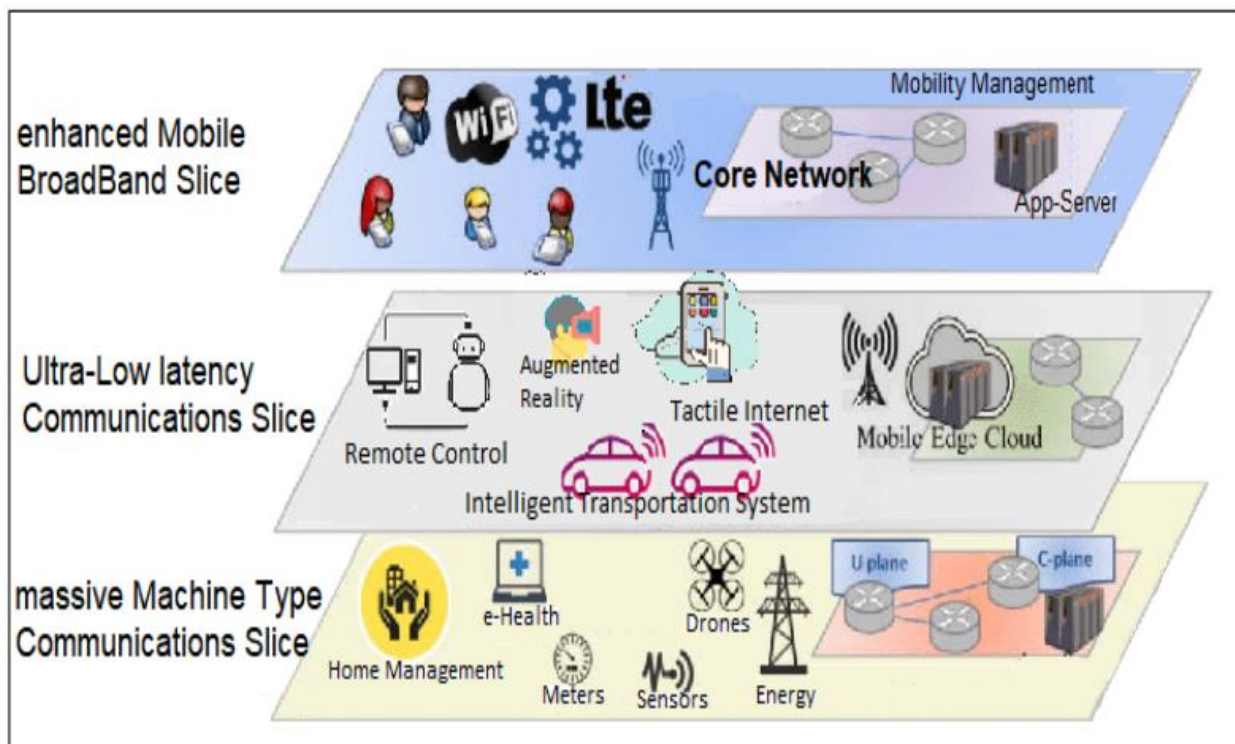 enhanced Mobile
BroadBand Slice
WiFi
Lte
Mobility Management
Core Network
App-Server
Ultra-Low latency
Communications Slice
Remote Control
Augmented
Reality
Tactile Internet
Mobile Edge Cloud
Intelligent Transportation System
massive Machine Type
Communications Slice
Home Management
e-Health
Meters
Sensors
Drones
Energy
U-plane
C-plane